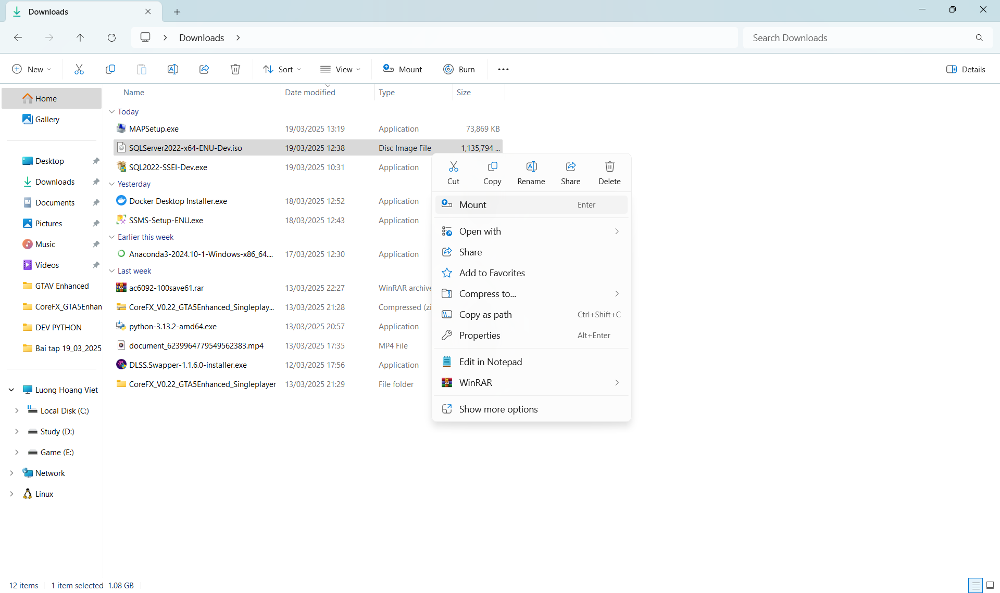 Downloads
Downloads
Search Downloads
New
Sort
View
Mount
Burn
Details
Home
Gallery
Desktop
Downloads
Documents
Pictures
Music
Videos
GTAV Enhanced
CoreFX_GTA5Enhan
DEV PYTHON
Bai tap 19_03_2025
Luong Hoang Viet
Local Disk (C:)
Study (D:)
Game (E:)
Network
Linux
Name Date modified Type Size
Today
MAPSetup.exe 19/03/2025 13:19 Application 73,869 KB
SQLServer2022-x64-ENU-Dev.iso 19/03/2025 12:38 Disc Image File 1,135,794 ...
SQL2022-SSEI-Dev.exe 19/03/2025 10:31 Application
Yesterday
Docker Desktop Installer.exe 18/03/2025 12:52 Application
SSMS-Setup-ENU.exe 18/03/2025 12:43 Application
Earlier this week
Anaconda3-2024.10-1-Windows-x86_64.... 17/03/2025 12:30 Application
Last week
ac6092-100save61.rar 13/03/2025 22:27 WinRAR archive
CoreFX_V0.22_GTA5Enhanced_Singleplay... 13/03/2025 21:28 Compressed (zi
python-3.13.2-amd64.exe 13/03/2025 20:57 Application
document_6239964779549562383.mp4 13/03/2025 17:35 MP4 File
DLSS.Swapper-1.1.6.0-installer.exe 12/03/2025 17:56 Application
CoreFX_V0.22_GTA5Enhanced_Singleplayer 13/03/2025 21:29 File folder
Cut Copy Rename Share Delete
Mount Enter
Open with
Share
Add to Favorites
Compress to...
Copy as path Ctrl+Shift+C
Properties Alt+Enter
Edit in Notepad
WinRAR
Show more options
12 items 1 item selected 1.08 GB